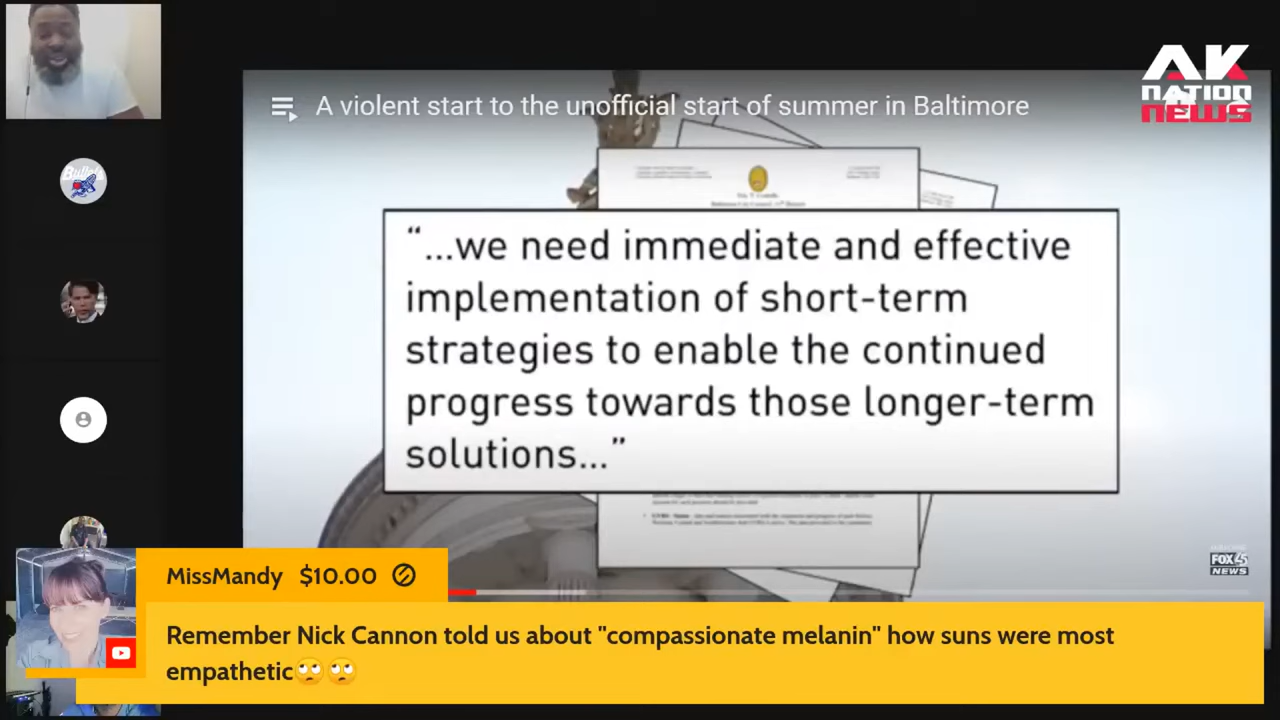 A violent start to the unofficial start of summer in Baltimore
AK
NATION
NEWS
“...we need immediate and effective
implementation of short-term
strategies to enable the continued
progress towards those longer-term
solutions...”
FOX45
NEWS
MissMandy $10.00
Remember Nick Cannon told us about "compassionate melanin" how suns were most
empathetic🙄🙄